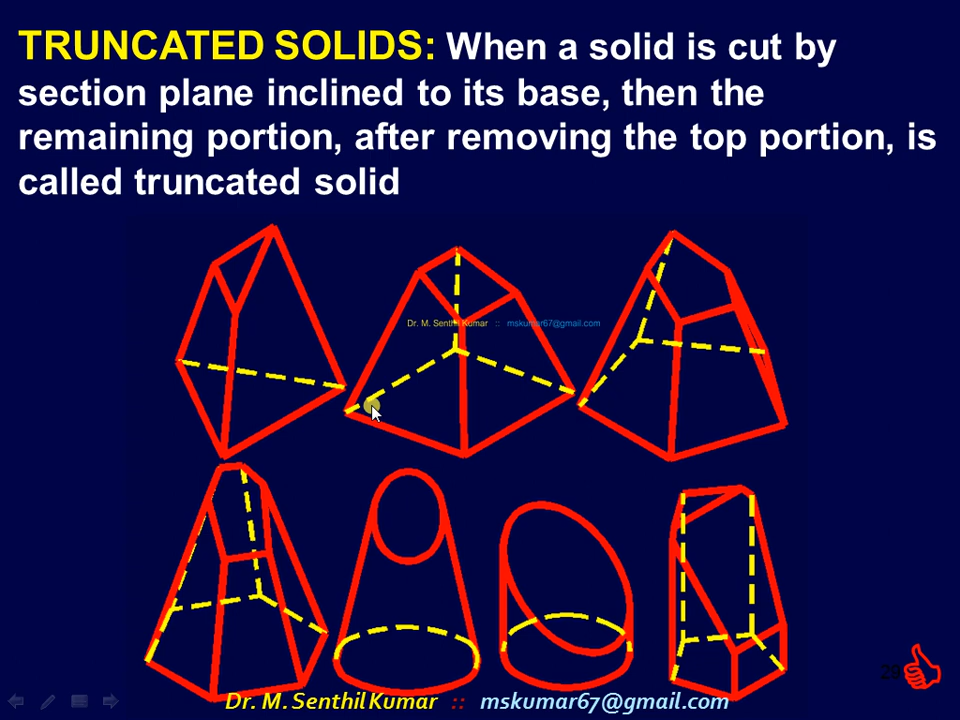 TRUNCATED SOLIDS: When a solid is cut by
section plane inclined to its base, then the
remaining portion, after removing the top portion, is
called truncated solid
Dr. M. Senthil Kumar :: mskumar67@gmail.com
29
Dr. M. Senthil Kumar :: mskumar67@gmail.com